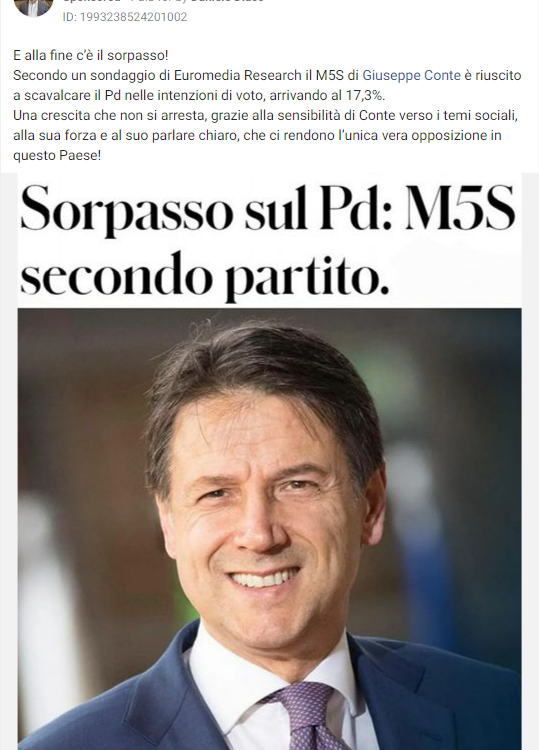 ID: 1993238524201002
E alla fine c'è il sorpasso!
Secondo un sondaggio di Euromedia Research il M5S di Giuseppe Conte è riuscito
a scavalcare il Pd nelle intenzioni di voto, arrivando al 17,3%.
Una crescita che non si arresta, grazie alla sensibilità di Conte verso i temi sociali,
alla sua forza e al suo parlare chiaro, che ci rendono l'unica vera opposizione in
questo Paese!
Sorpasso sul Pd: M5S
secondo partito.